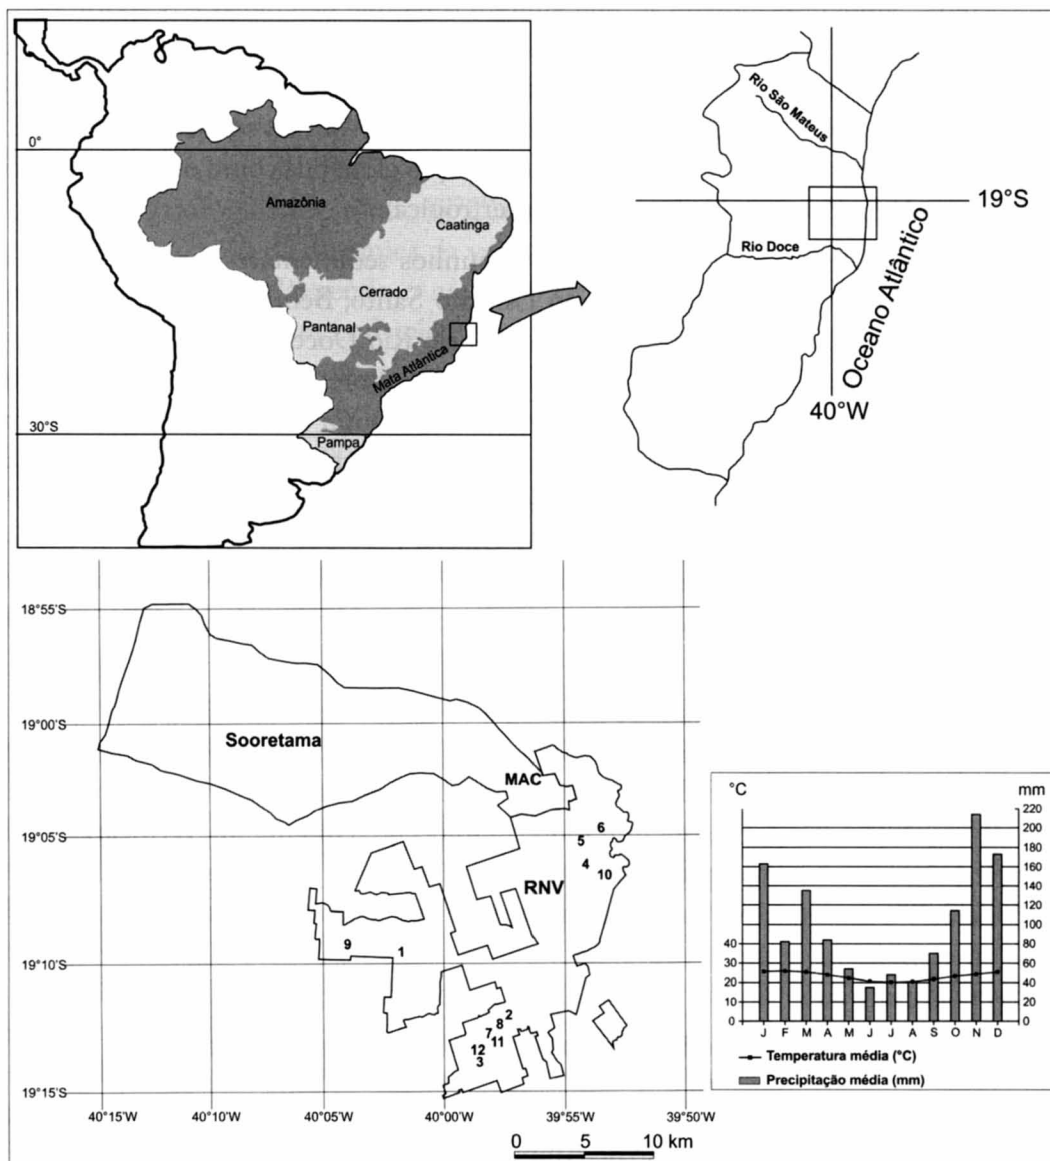 0°
Amazônia
Caatinga
Cerrado
Pantanal
Mata Atlântica
30°S
Pampa
Rio São Mateus
19°S
Rio Doce
Oceano Atlântico
40°W
18°55'S
19°00'S
Sooretama
MAC
19°05'S
6
5
4
10
RNV
9
1
19°10'S
2
8
7
11
12
3
19°15'S
40°15'W 40°10'W 40°05'W 40°00'W 39°55'W 39°50'W
0 5 10 km
°C mm
220
200
180
160
140
120
100
40 80
30 60
20 40
10 20
0 0
J F M A M J J A S O N D
Temperatura média (°C)
Precipitação média (mm)